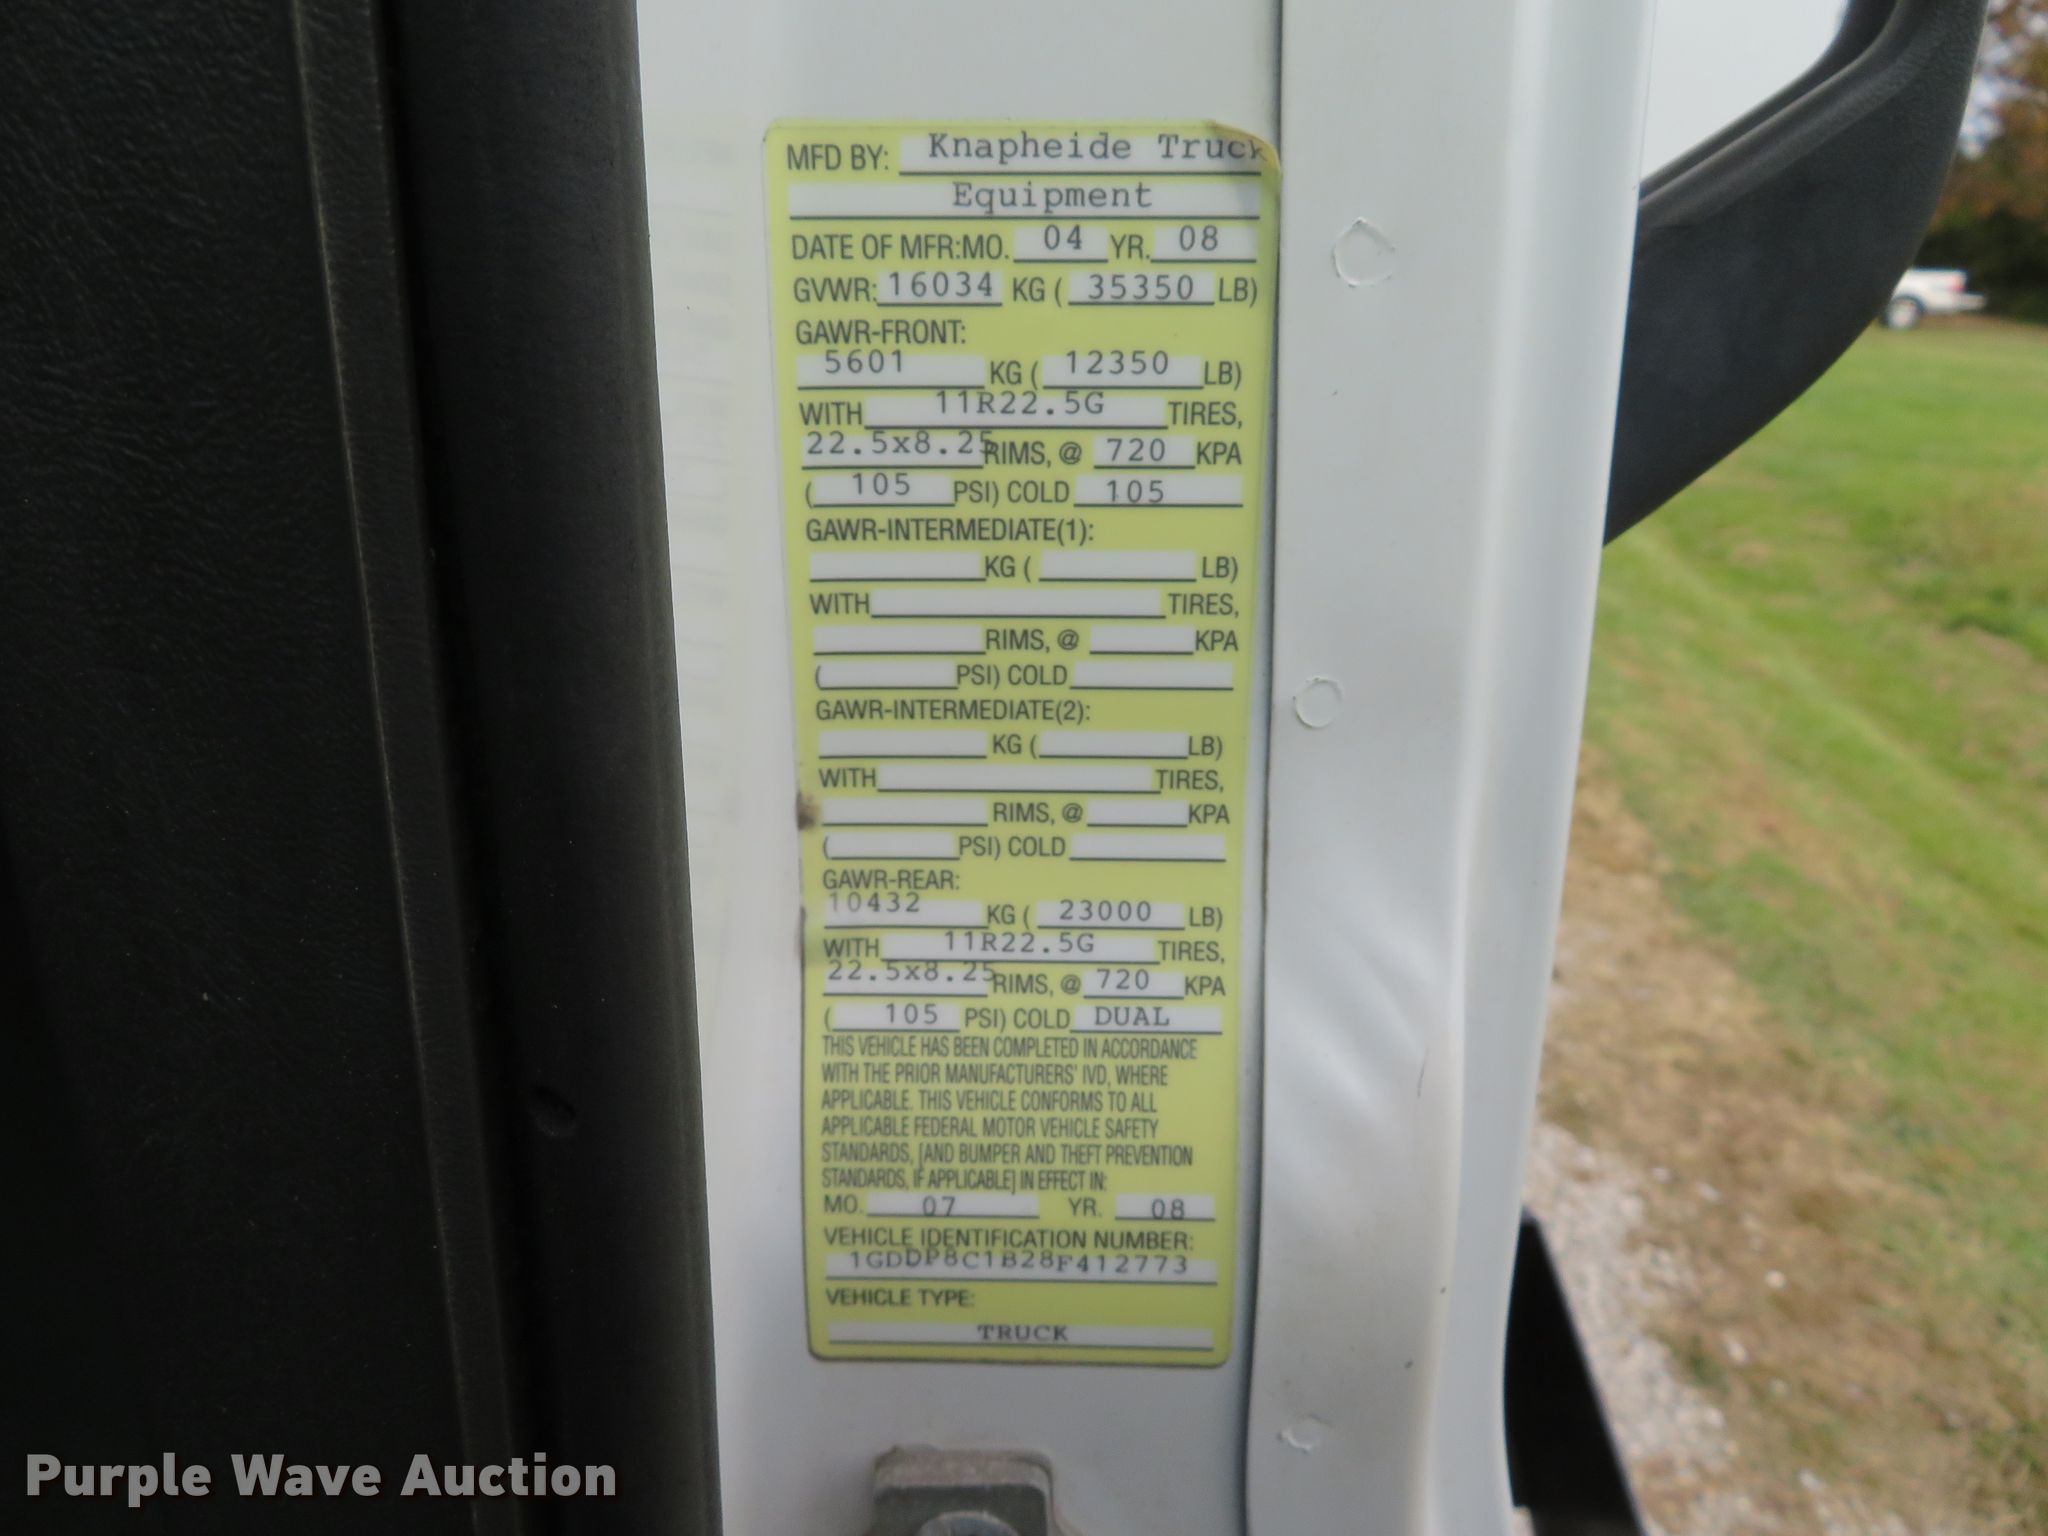 MFD BY: Knapheide Truck
Equipment
DATE OF MFR:MO. 04 YR. 08
GVWR: 16034 KG ( 35350 LB)
GAWR-FRONT:
5601 KG ( 12350 LB)
WITH 11R22.5G TIRES,
22.5x8.25 RIMS, @ 720 KPA
( 105 PSI) COLD 105
GAWR-INTERMEDIATE(1):
KG ( LB)
WITH TIRES,
RIMS, @ KPA
( PSI) COLD
GAWR-INTERMEDIATE(2):
KG ( LB)
WITH TIRES,
RIMS, @ KPA
( PSI) COLD
GAWR-REAR:
10432 KG ( 23000 LB)
WITH 11R22.5G TIRES,
22.5x8.25 RIMS, @ 720 KPA
( 105 PSI) COLD DUAL
THIS VEHICLE HAS BEEN COMPLETED IN ACCORDANCE
WITH THE PRIOR MANUFACTURERS' IVD, WHERE
APPLICABLE. THIS VEHICLE CONFORMS TO ALL
APPLICABLE FEDERAL MOTOR VEHICLE SAFETY
STANDARDS, [AND BUMPER AND THEFT PREVENTION
STANDARDS, IF APPLICABLE] IN EFFECT IN:
MO. 07 YR. 08
VEHICLE IDENTIFICATION NUMBER:
1GDDP8C1B28F412773
VEHICLE TYPE:
TRUCK
Purple Wave Auction